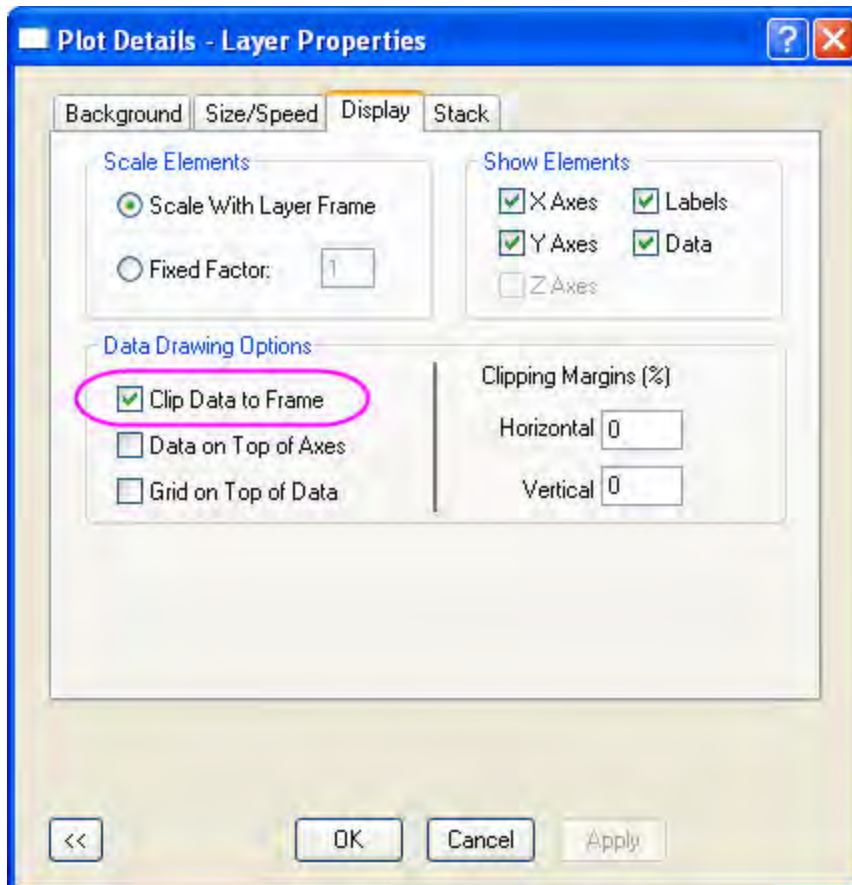 Plot Details - Layer Properties
?
Background Size/Speed Display Stack
Scale Elements
Scale With Layer Frame
Fixed Factor: 1
Show Elements
X Axes Labels
Y Axes Data
Z Axes
Data Drawing Options
Clip Data to Frame
Data on Top of Axes
Grid on Top of Data
Clipping Margins (%)
Horizontal 0
Vertical 0
<< OK Cancel Apply